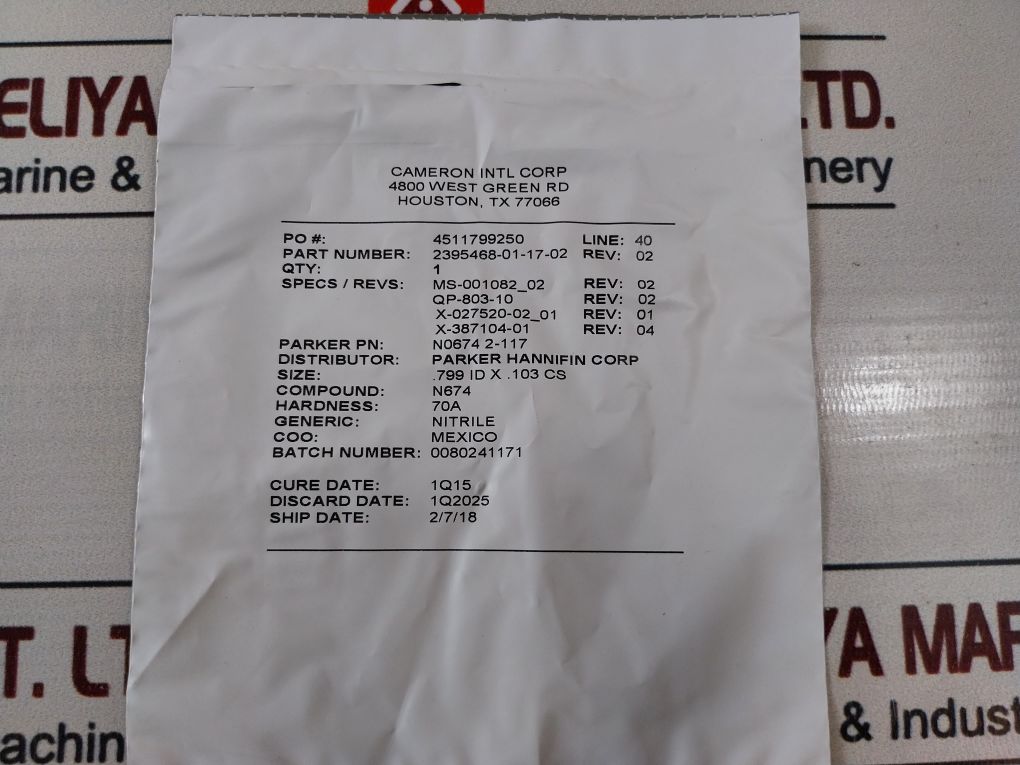 ELIYA
LTD.
arine &
nery
CAMERON INTL CORP
4800 WEST GREEN RD
HOUSTON, TX 77066
PO #: 4511799250 LINE: 40
PART NUMBER: 2395468-01-17-02 REV: 02
QTY: 1
SPECS / REVS: MS-001082_02 REV: 02
QP-803-10 REV: 02
X-027520-02_01 REV: 01
X-387104-01 REV: 04
PARKER PN: N0674 2-117
DISTRIBUTOR: PARKER HANNIFIN CORP
SIZE: .799 ID X .103 CS
COMPOUND: N674
HARDNESS: 70A
GENERIC: NITRILE
COO: MEXICO
BATCH NUMBER: 0080241171
CURE DATE: 1Q15
DISCARD DATE: 1Q2025
SHIP DATE: 2/7/18
T. LT
YA MAR
achin
& Indust